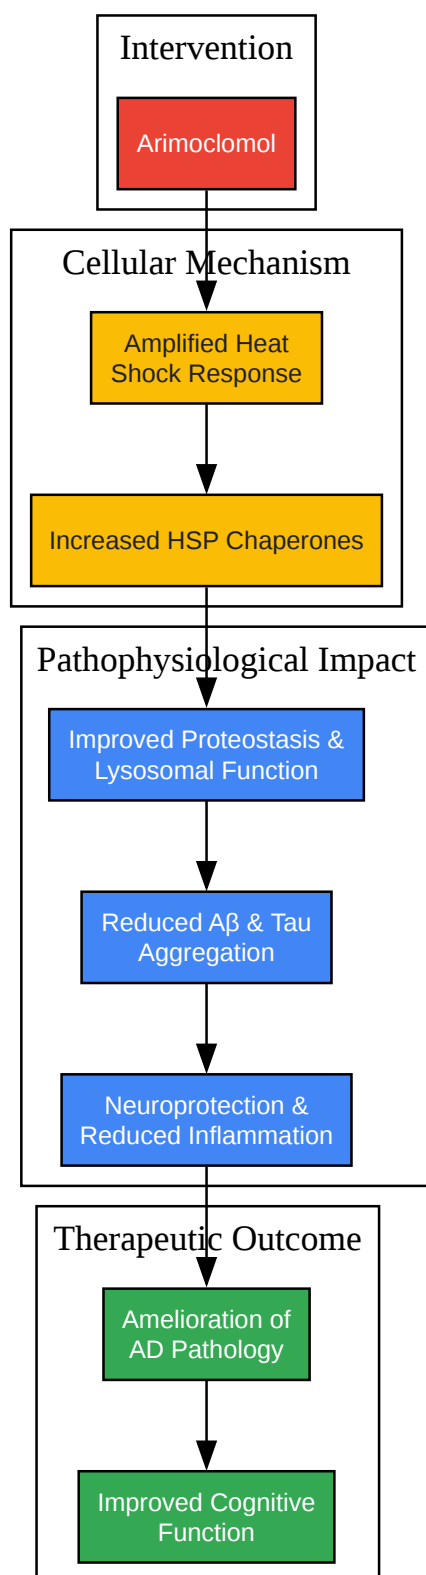 Intervention
Arimoclomol
Cellular Mechanism
Amplified Heat
Shock Response
Increased HSP Chaperones
Pathophysiological Impact
Improved Proteostasis &
Lysosomal Function
Reduced Aβ & Tau
Aggregation
Neuroprotection &
Reduced Inflammation
Therapeutic Outcome
Amelioration of
AD Pathology
Improved Cognitive
Function